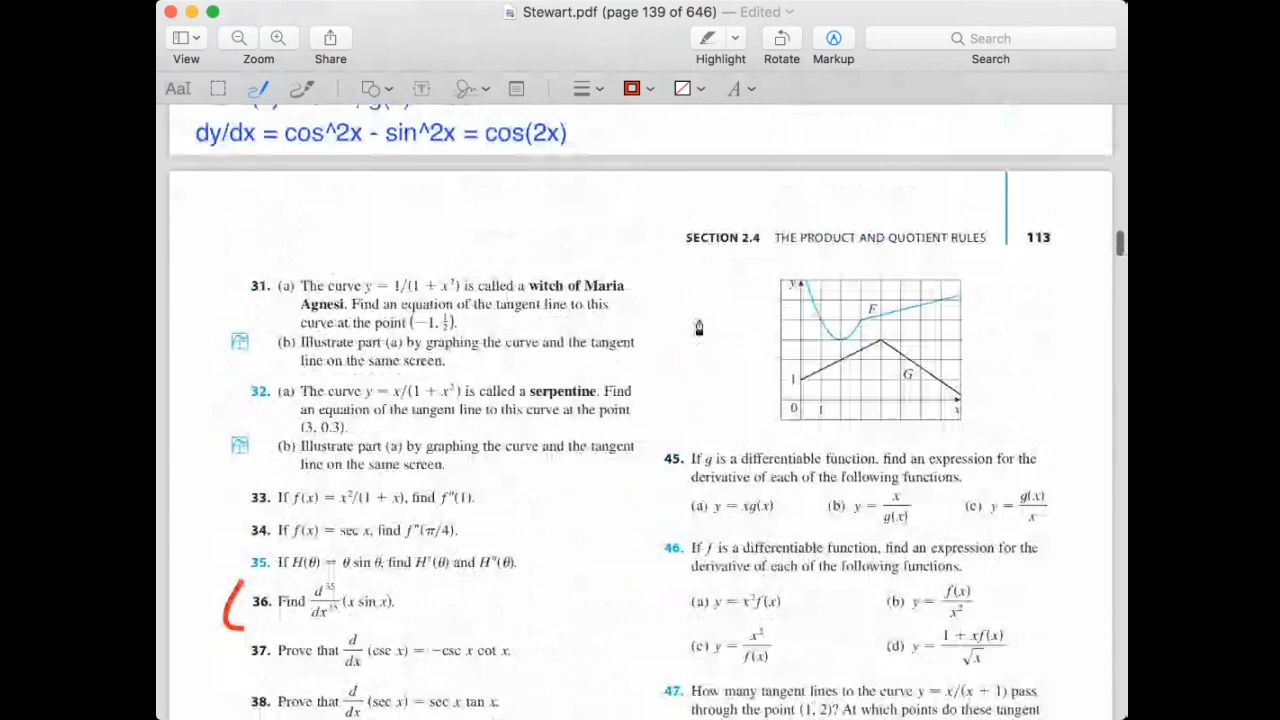 Stewart.pdf (page 139 of 646) — Edited
View Zoom Share Highlight Rotate Markup Search
Search
AaI T A
dy/dx = cos^2x - sin^2x = cos(2x)
SECTION 2.4 THE PRODUCT AND QUOTIENT RULES 113
31. (a) The curve y = 1/(1 + x²) is called a witch of Maria
Agnesi. Find an equation of the tangent line to this
curve at the point (−1, ½).
(b) Illustrate part (a) by graphing the curve and the tangent
line on the same screen.
32. (a) The curve y = x/(1 + x²) is called a serpentine. Find
an equation of the tangent line to this curve at the point
(3, 0.3).
(b) Illustrate part (a) by graphing the curve and the tangent
line on the same screen.
33. If f(x) = x²/(1 + x), find f″(1).
34. If f(x) = sec x, find f″(π/4).
35. If H(θ) = θ sin θ, find H′(θ) and H″(θ).
36. Find d³⁵/dx³⁵ (x sin x).
37. Prove that d/dx (csc x) = −csc x cot x.
38. Prove that d/dx (sec x) = sec x tan x.
y
F
G
1
0 1 x
45. If g is a differentiable function, find an expression for the
derivative of each of the following functions.
(a) y = xg(x) (b) y = x/g(x) (c) y = g(x)/x
46. If f is a differentiable function, find an expression for the
derivative of each of the following functions.
(a) y = x²f(x) (b) y = f(x)/x²
(c) y = x²/f(x) (d) y = 1 + xf(x)/√x
47. How many tangent lines to the curve y = x/(x + 1) pass
through the point (1, 2)? At which points do these tangent